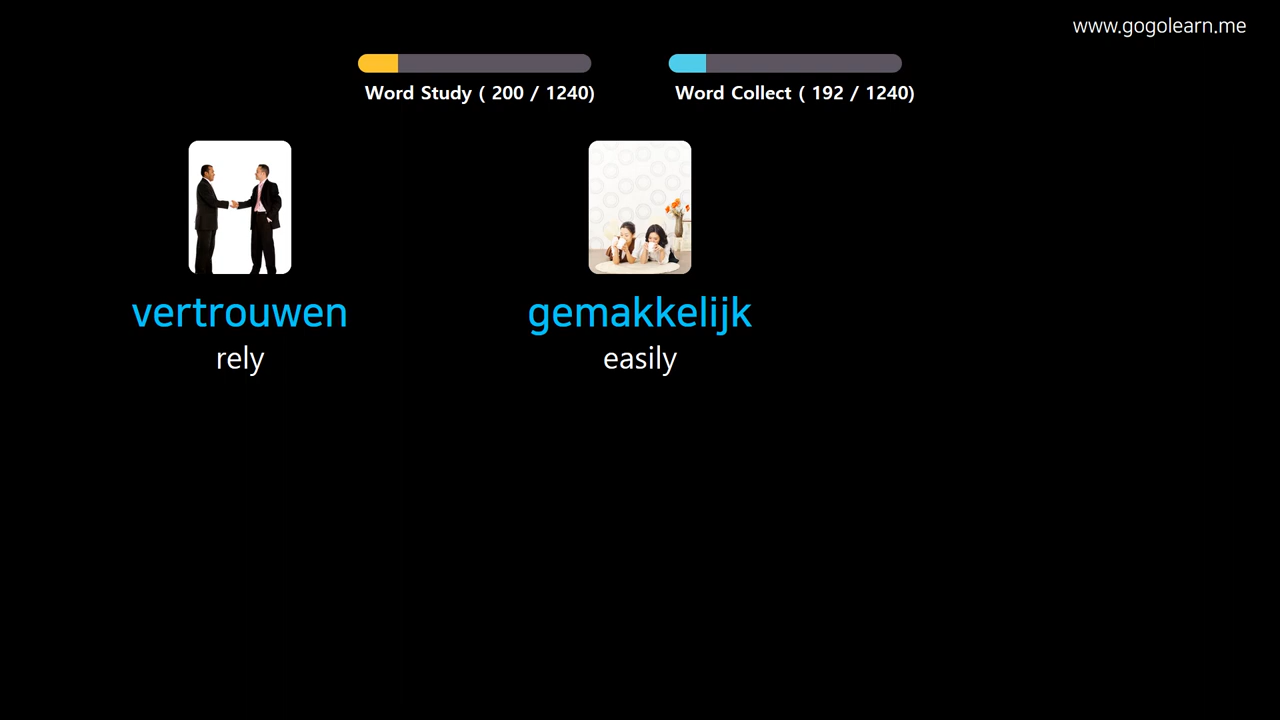 www.gogolearn.me
Word Study ( 200 / 1240)
Word Collect ( 192 / 1240)
vertrouwen
rely
gemakkelijk
easily